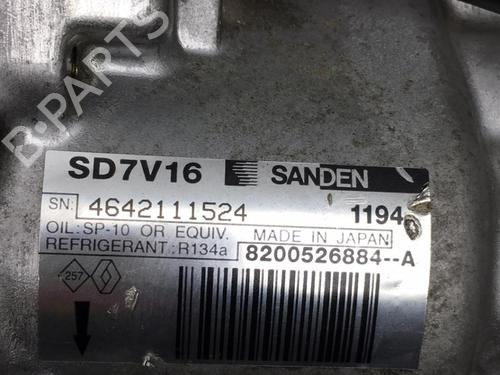 B-PARTS
SD7V16 SANDEN
SN: 4642111524 1194
OIL:SP-10 OR EQUIV. MADE IN JAPAN
REFRIGERANT:R134a 8200526884--A
257